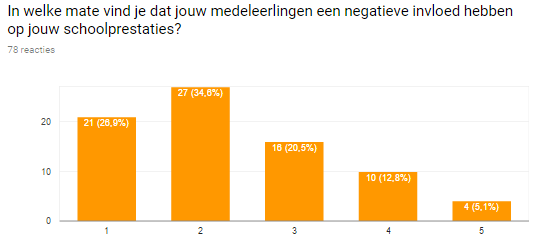 In welke mate vind je dat jouw medeleerlingen een negatieve invloed hebben
op jouw schoolprestaties?
78 reacties
27 (34,6%)
21 (26,9%)
16 (20,5%)
10 (12,8%)
4 (5,1%)
20
10
0
1 2 3 4 5